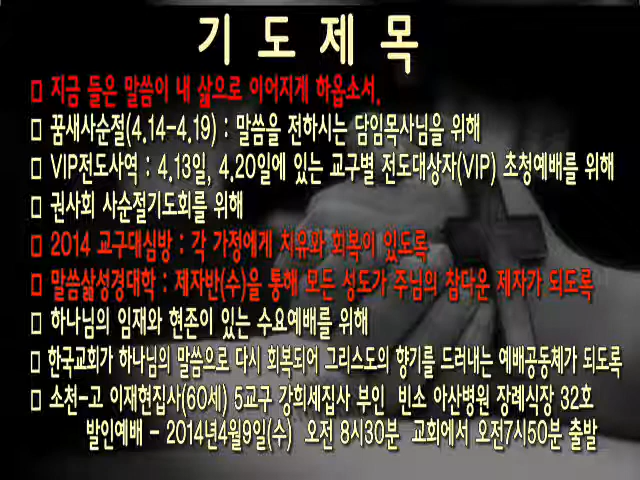 기 도 제 목
□ 지금 들은 말씀이 내 삶으로 이어지게 하옵소서.
□ 꿈새사순절(4.14-4.19) : 말씀을 전하시는 담임목사님을 위해
□ VIP전도사역 : 4.13일, 4.20일에 있는 교구별 전도대상자(VIP) 초청예배를 위해
□ 권사회 사순절기도회를 위해
□ 2014 교구대심방 : 각 가정에게 치유와 회복이 있도록
□ 말씀삶성경대학 : 제자반(수)을 통해 모든 성도가 주님의 참다운 제자가 되도록
□ 하나님의 임재와 현존이 있는 수요예배를 위해
□ 한국교회가 하나님의 말씀으로 다시 회복되어 그리스도의 향기를 드러내는 예배공동체가 되도록
□ 소천-고 이재현집사(60세) 5교구 강희세집사 부인 빈소 아산병원 장례식장 32호
발인예배 - 2014년4월9일(수) 오전 8시30분 교회에서 오전7시50분 출발